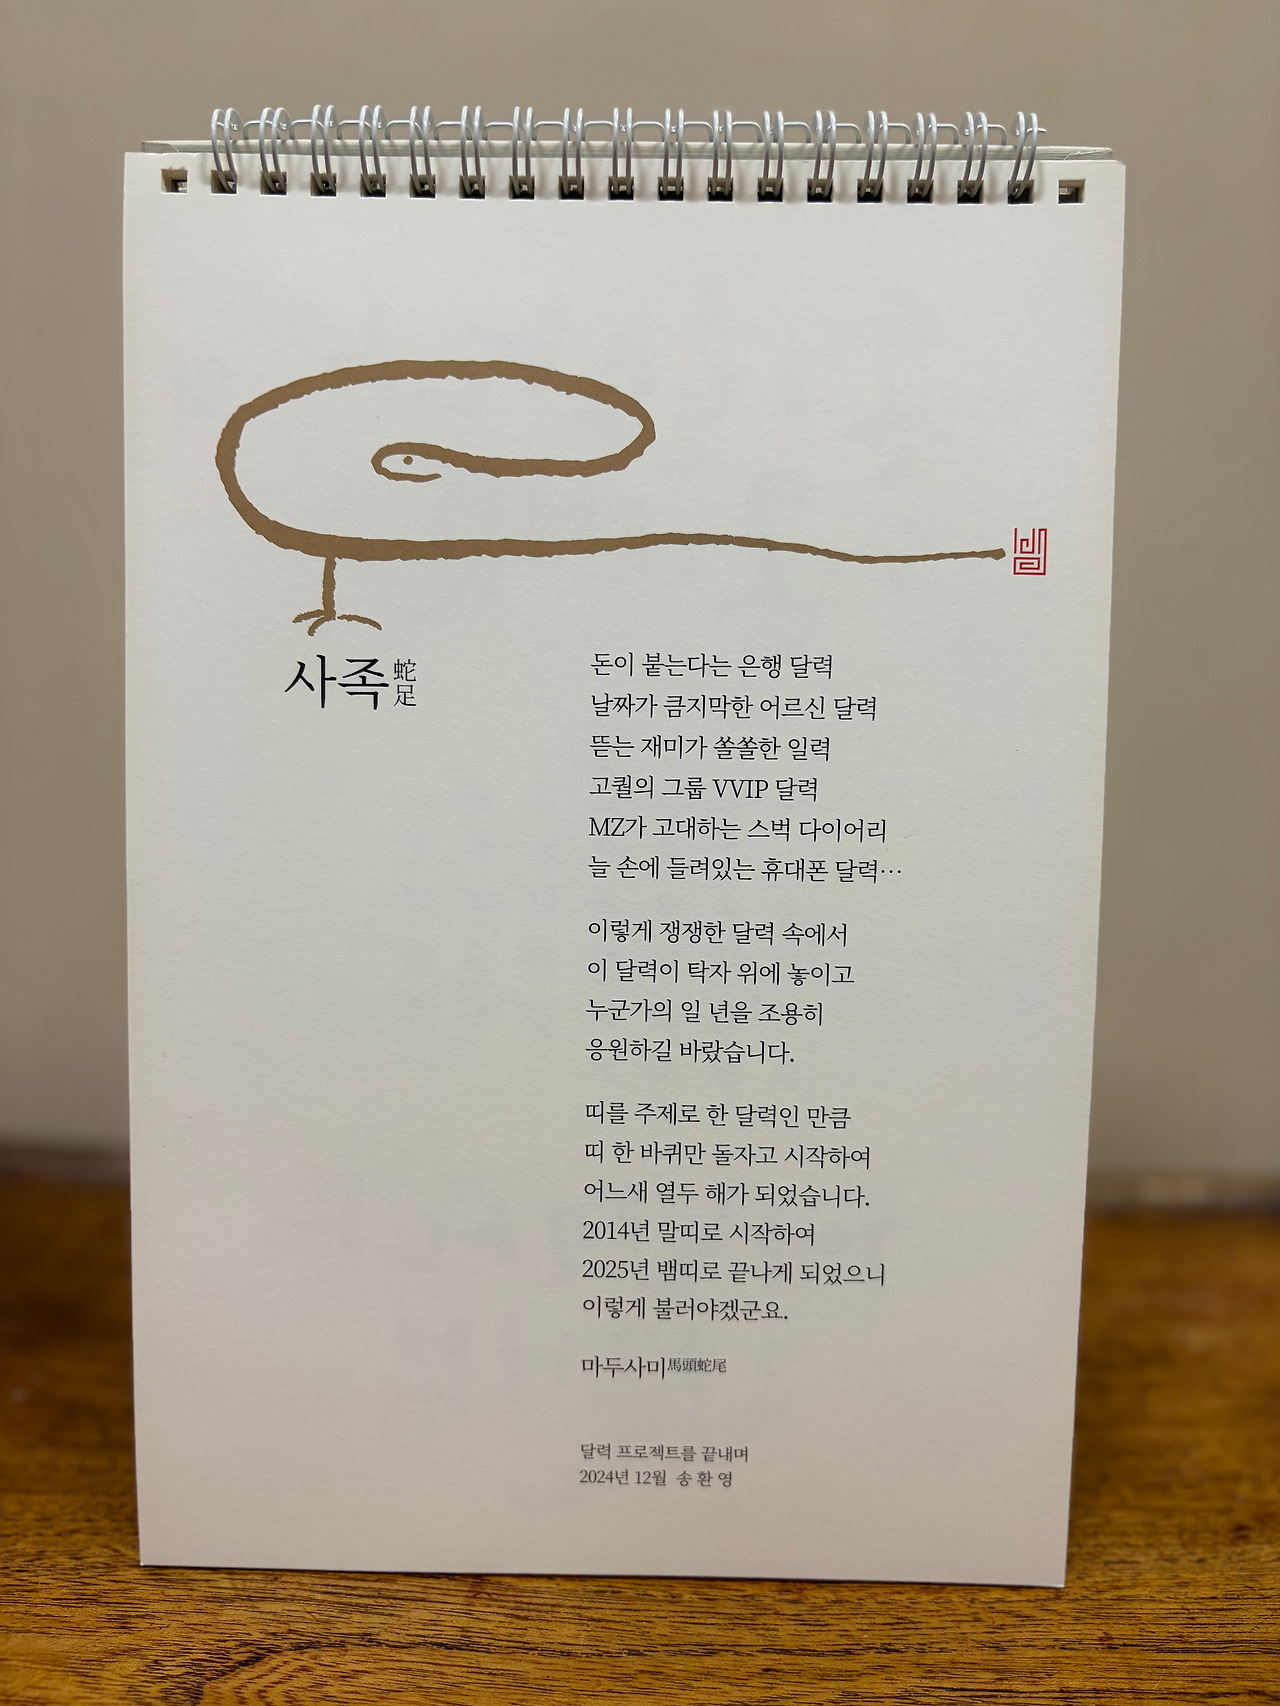 사족 蛇足
돈이 붙는다는 은행 달력
날짜가 큼지막한 어르신 달력
뜯는 재미가 쏠쏠한 일력
고퀄의 그룹 VVIP 달력
MZ가 고대하는 스벅 다이어리
늘 손에 들려있는 휴대폰 달력…
이렇게 쟁쟁한 달력 속에서
이 달력이 탁자 위에 놓이고
누군가의 일 년을 조용히
응원하길 바랐습니다.
띠를 주제로 한 달력인 만큼
띠 한 바퀴만 돌자고 시작하여
어느새 열두 해가 되었습니다.
2014년 말띠로 시작하여
2025년 뱀띠로 끝나게 되었으니
이렇게 불러야겠군요.
마두사미馬頭蛇尾
달력 프로젝트를 끝내며
2024년 12월 송환영